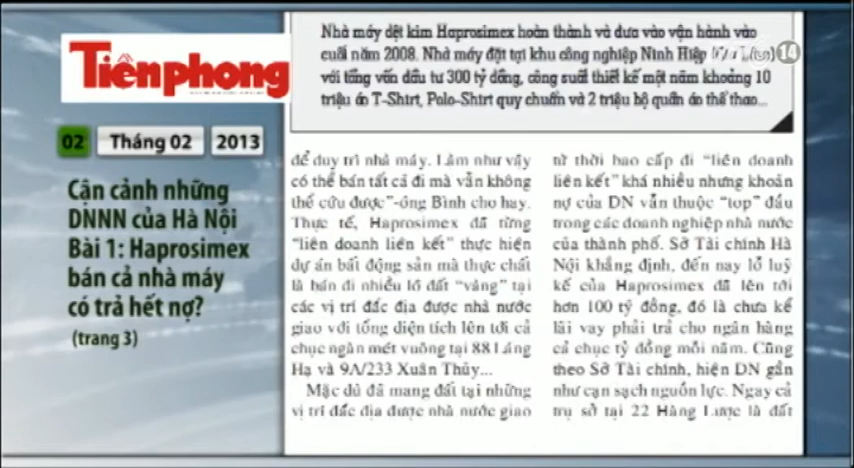 Tiền phong
02 Tháng 02 2013
Cận cảnh những
DNNN của Hà Nội
Bài 1: Haprosimex
bán cả nhà máy
có trả hết nợ?
(trang 3)
Nhà máy dệt kim Haprosimex hoàn thành và đưa vào vận hành vào
cuối năm 2008. Nhà máy đặt tại khu công nghiệp Ninh Hiệp
với tổng vốn đầu tư 300 tỷ đồng, công suất thiết kế một năm khoảng 10
triệu áo T-Shirt, Polo-Shirt quy chuẩn và 2 triệu bộ quần áo thể thao...
14
để duy trì nhà máy. Làm như vậy
có thể bán tất cả đi mà vẫn không
thể cứu được"-ông Bình cho hay.
Thực tế, Haprosimex đã từng
"liên doanh liên kết" thực hiện
dự án bất động sản mà thực chất
là bán đi nhiều lô đất "vàng" tại
các vị trí đắc địa được nhà nước
giao với tổng diện tích lên tới cả
chục ngàn mét vuông tại 88 Láng
Hạ và 9A/233 Xuân Thủy...
Mặc dù đã mang đất tại những
vị trí đắc địa được nhà nước giao
từ thời bao cấp đi "liên doanh
liên kết" khá nhiều nhưng khoản
nợ của DN vẫn thuộc "top" đầu
trong các doanh nghiệp nhà nước
của thành phố. Sở Tài chính Hà
Nội khẳng định, đến nay lỗ luỹ
kế của Haprosimex đã lên tới
hơn 100 tỷ đồng, đó là chưa kể
lãi vay phải trả cho ngân hàng
cả chục tỷ đồng mỗi năm. Cũng
theo Sở Tài chính, hiện DN gần
như cạn sạch nguồn lực. Ngay cả
trụ sở tại 22 Hàng Lược là đất